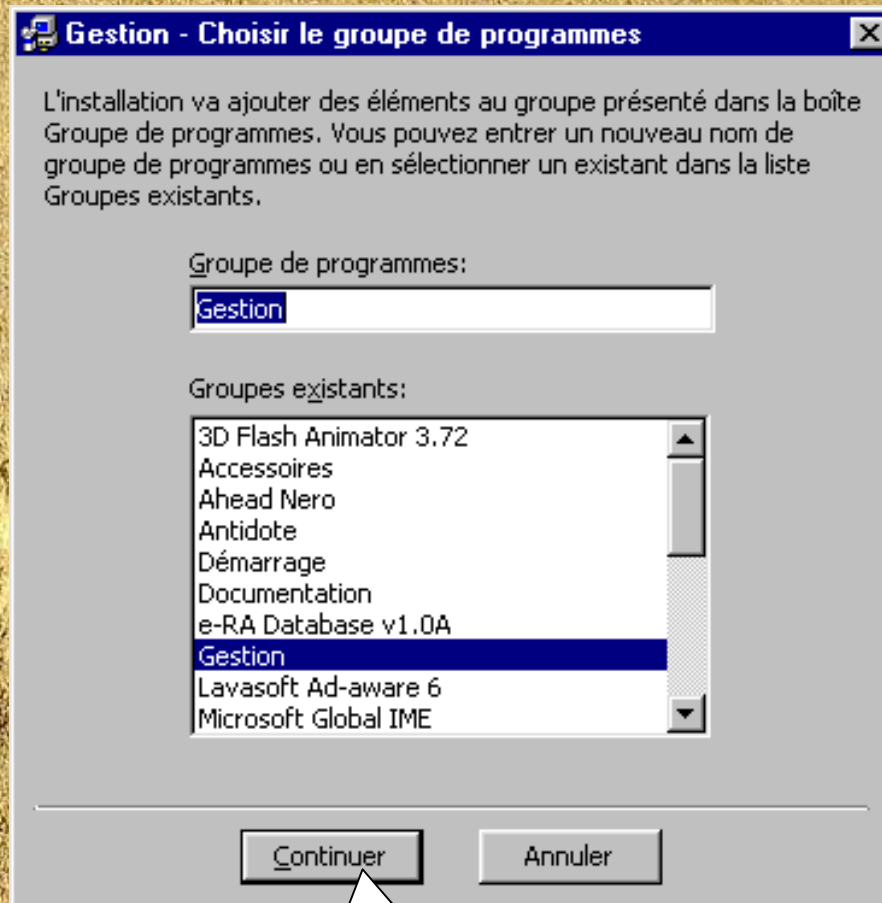 Gestion - Choisir le groupe de programmes
L'installation va ajouter des éléments au groupe présenté dans la boîte
Groupe de programmes. Vous pouvez entrer un nouveau nom de
groupe de programmes ou en sélectionner un existant dans la liste
Groupes existants.
Groupe de programmes:
Gestion
Groupes existants:
3D Flash Animator 3.72
Accessoires
Ahead Nero
Antidote
Démarrage
Documentation
e-RA Database v1.0A
Gestion
Lavasoft Ad-aware 6
Microsoft Global IME
Continuer
Annuler